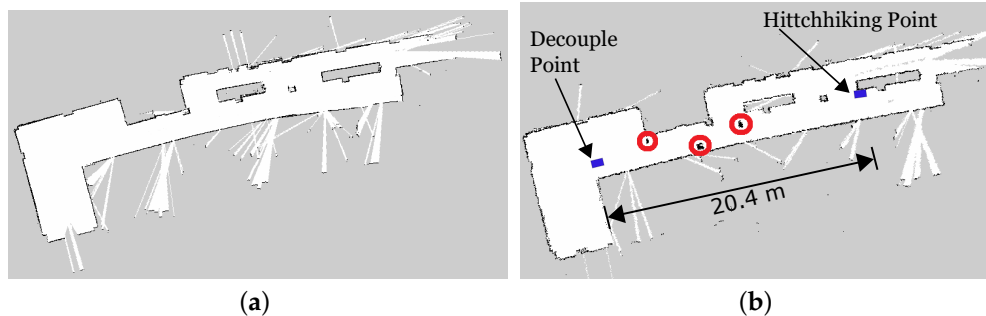 Hittchhiking Point
Decouple
Point
20.4 m
(a)
(b)